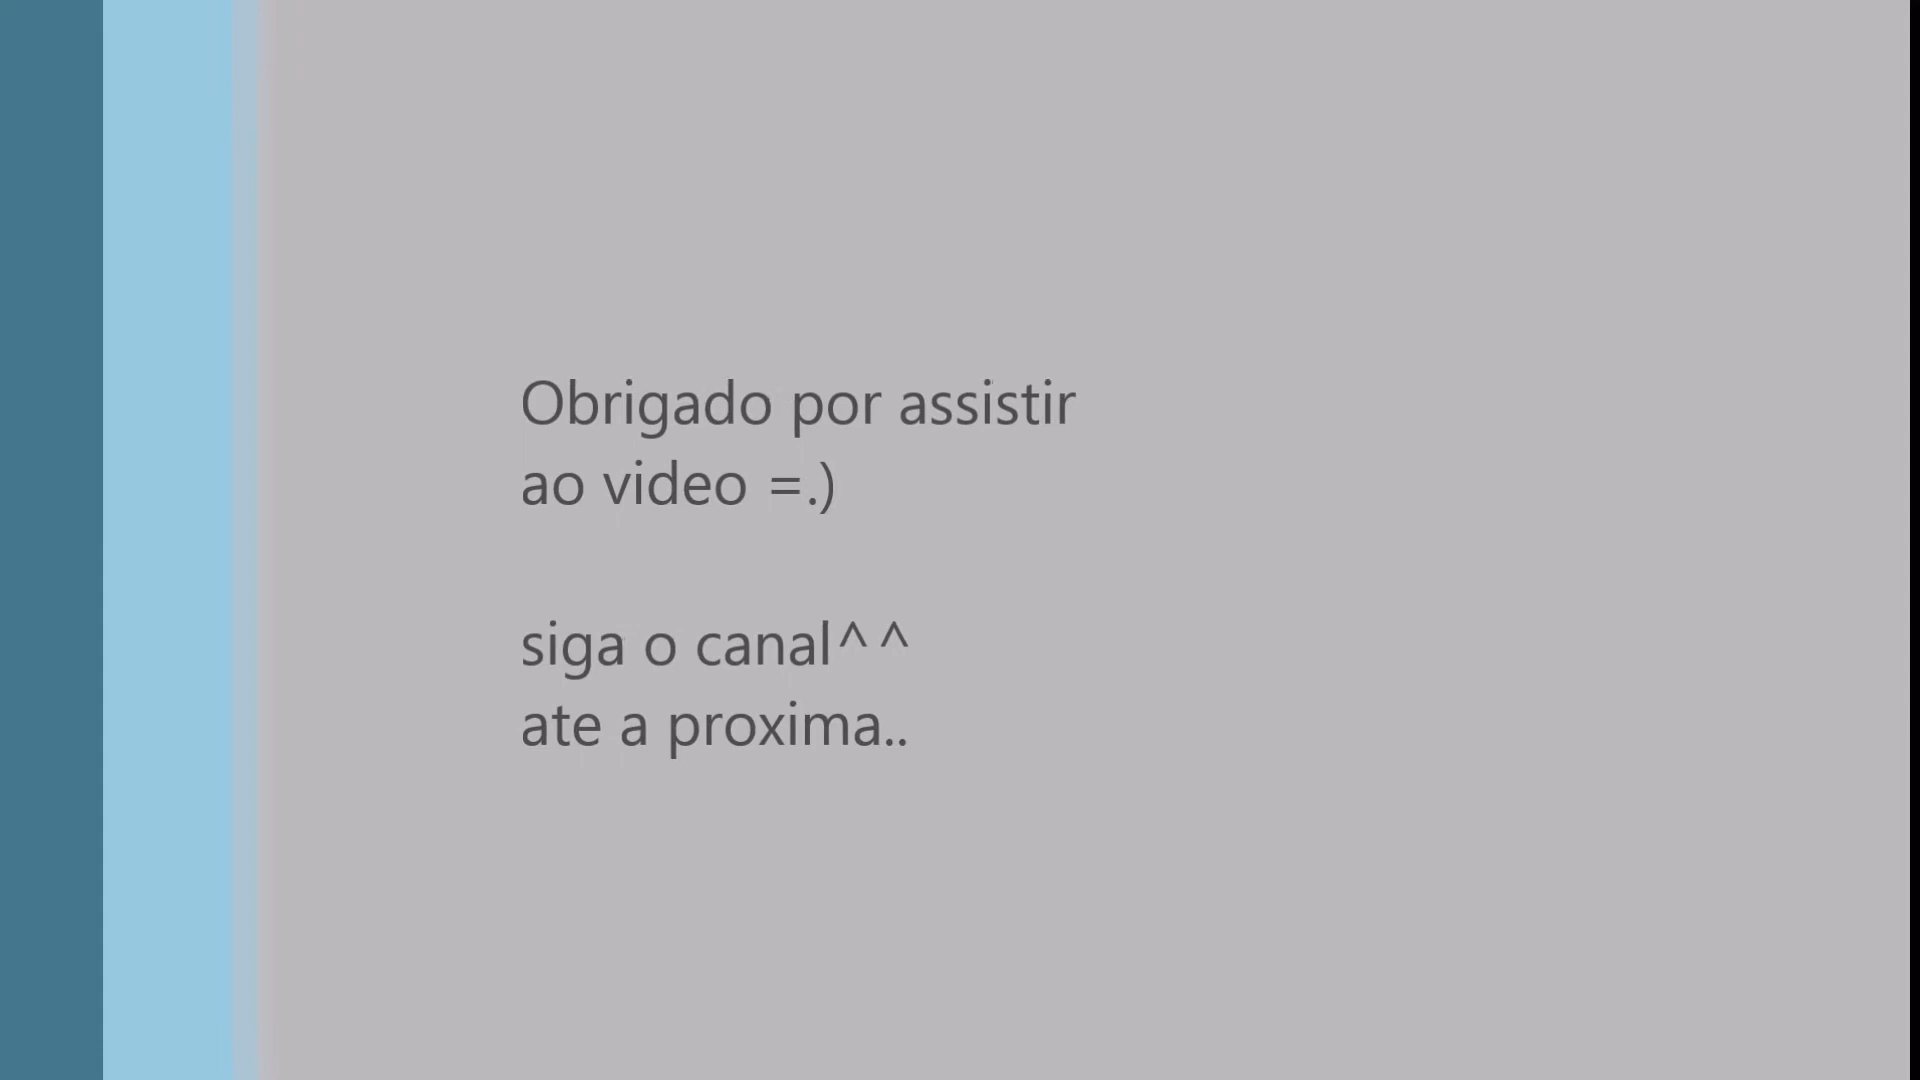 Obrigado por assistir
ao video =.)
siga o canal^^
ate a proxima..